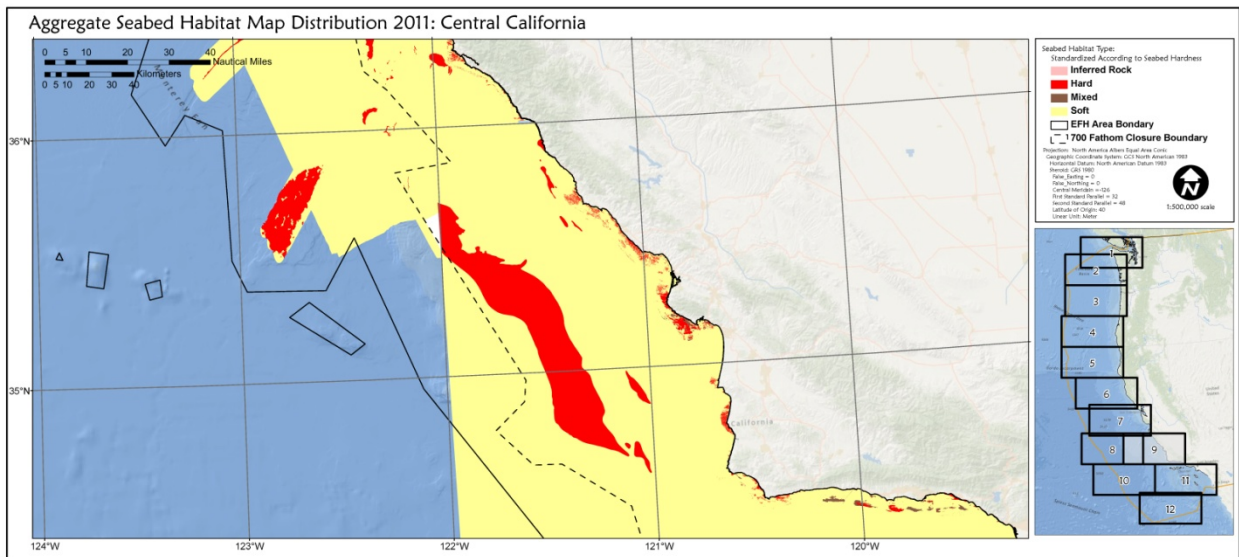 Aggregate Seabed Habitat Map Distribution 2011: Central California
0 5 10 20 30 40
Nautical Miles
0 5 10 20 30 40
Kilometers
Monterey Fan
36°N
35°N
California
124°W
123°W
122°W
121°W
120°W
Seabed Habitat Type:
Standardized According to Seabed Hardness
Inferred Rock
Hard
Mixed
Soft
EFH Area Bondary
700 Fathom Closure Boundary
Projection: North America Albers Equal Area Conic
Geographic Coordinate System: GCS North American 1983
Horizontal Datum: North American Datum 1983
Spheroid: GRS 1980
False_Easting = 0
False_Northing = 0
Central Meridain =-126
First Standard Parallel = 32
Second Standard Parallel = 48
Latitude of Origin: 40
Linear Unit: Meter
N
1:500,000 scale
1
2
3
4
5
6
7
8
9
10
11
12